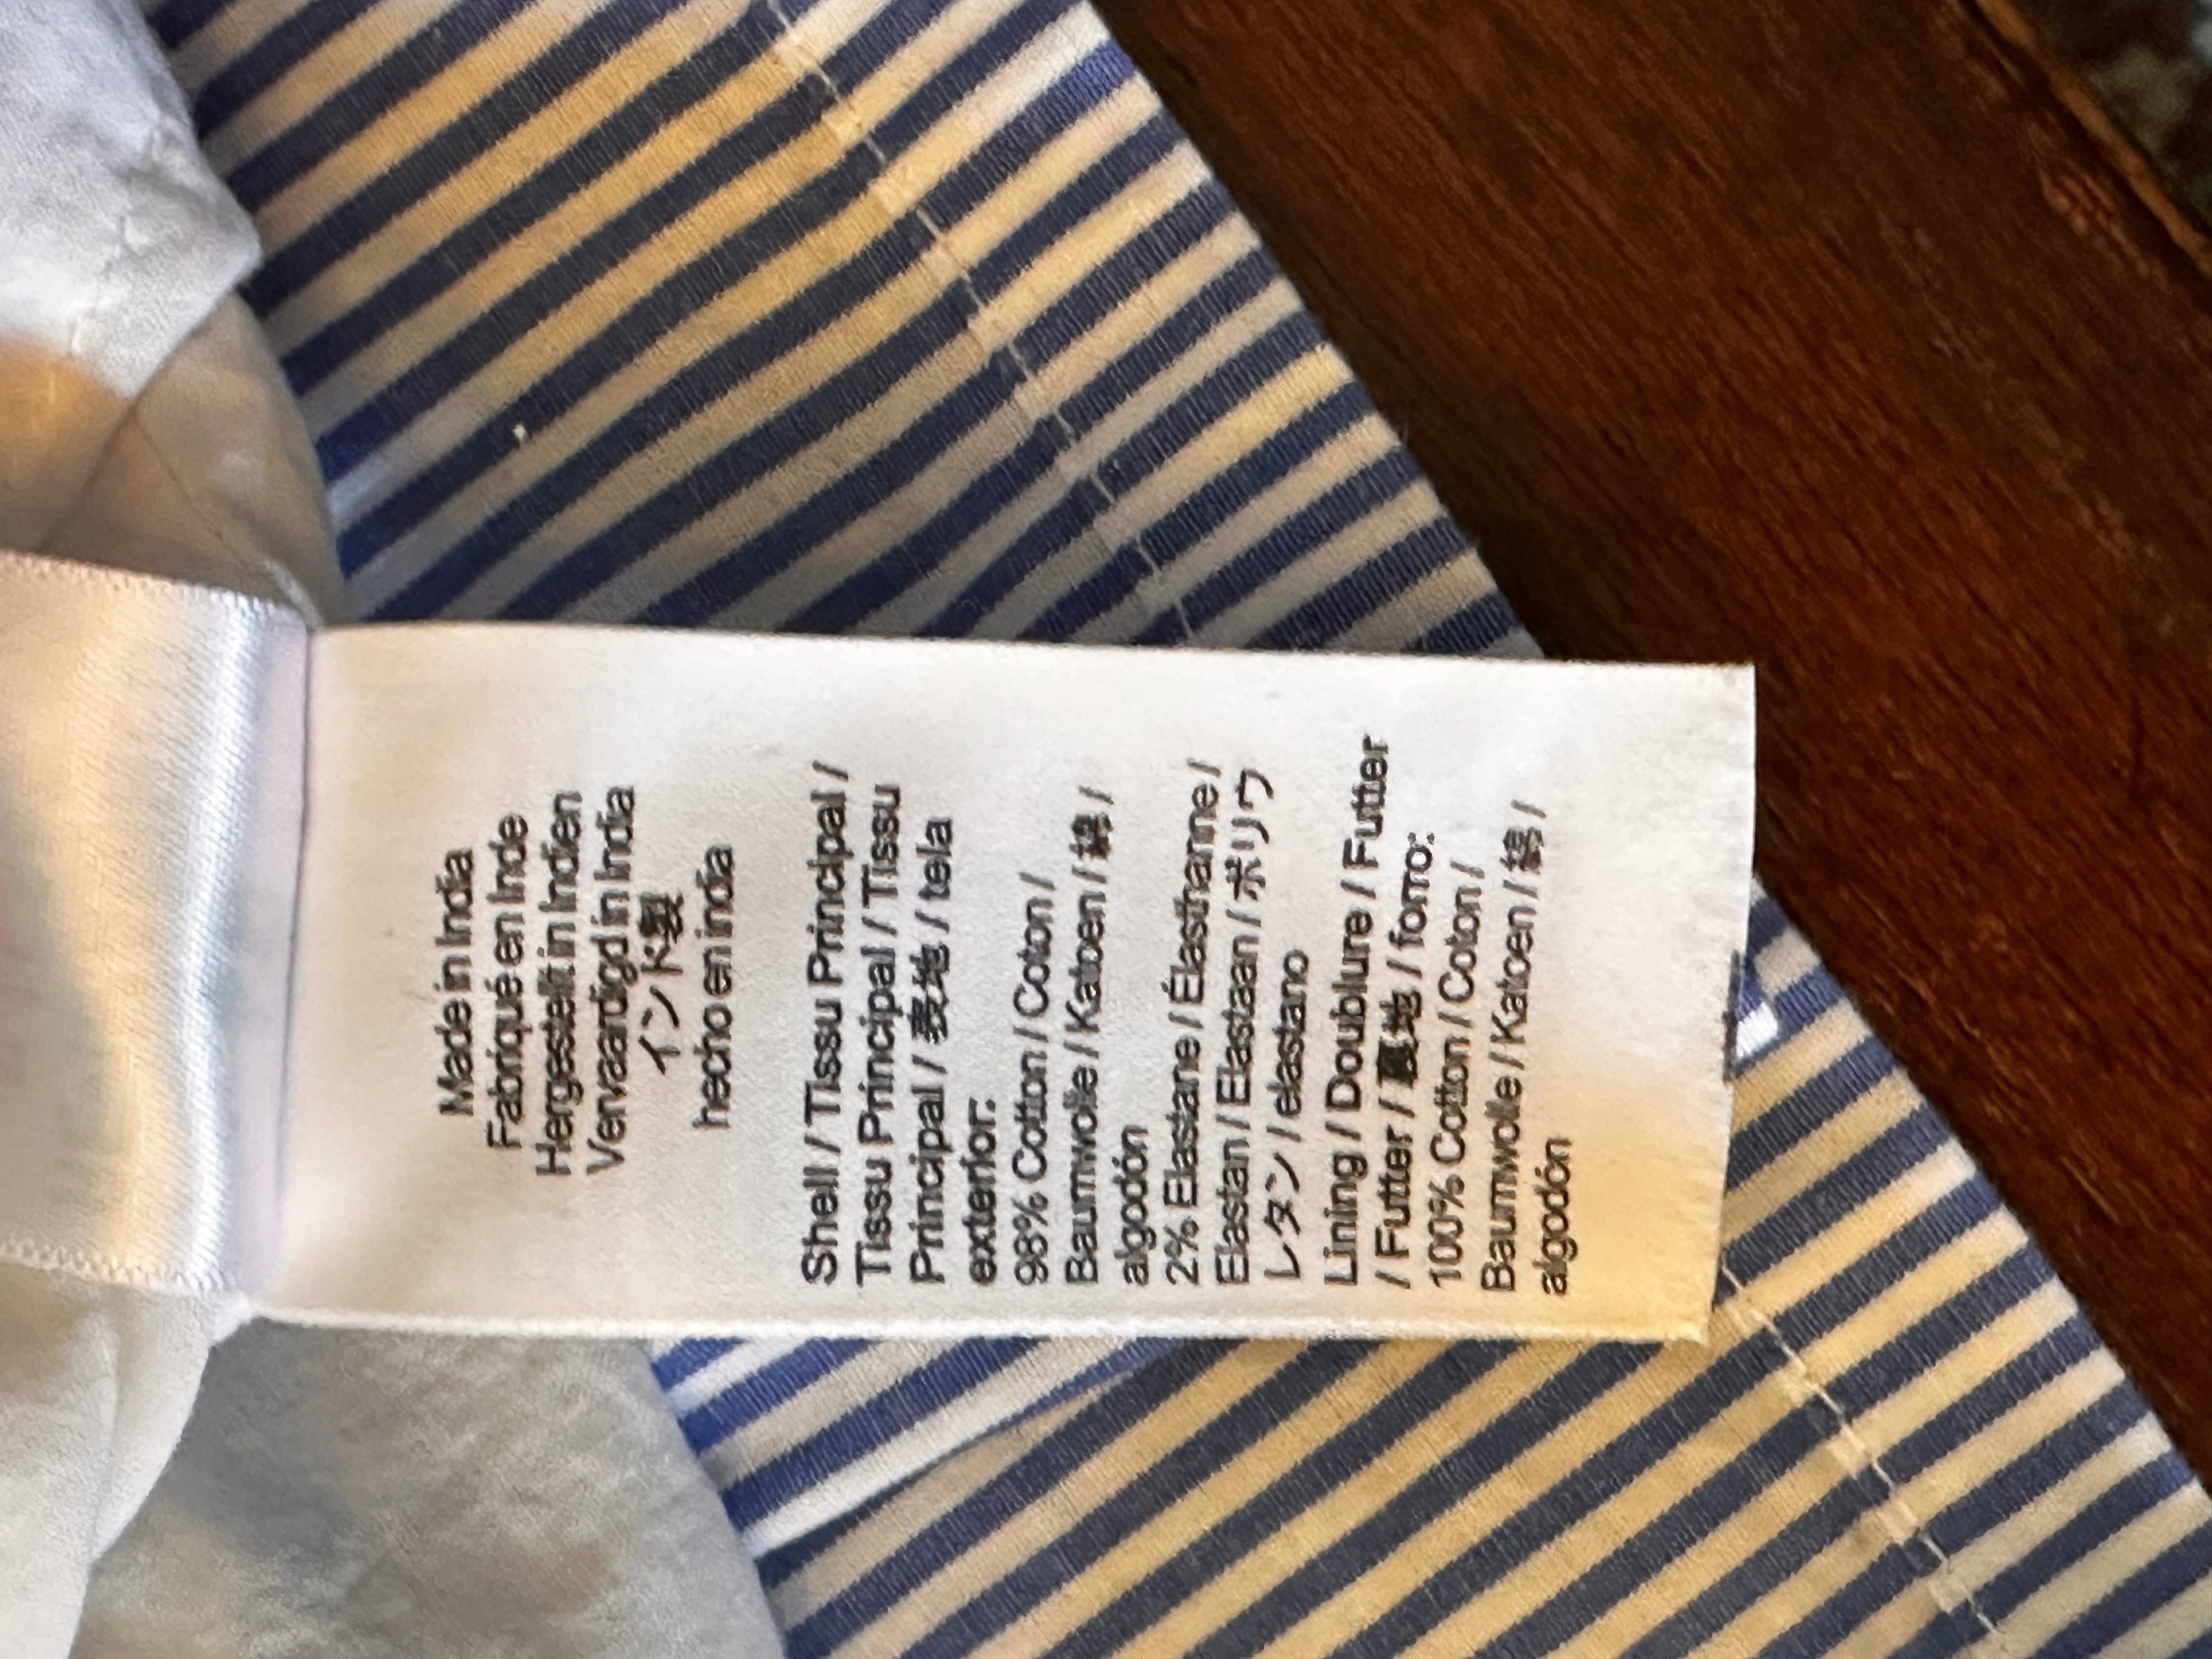 Made in India
Fabriqué en Inde
Hergestellt in Indien
Vervaardigd in India
インド製
hecho en india
Shell / Tissu Principal /
Tissu Principal / Tissu
Principal / 表地 / tela
exterior:
98% Cotton / Coton /
Baumwolle / Katoen / 綿 /
algodón
2% Elastane / Élasthanne /
Elastan / Elastaan / ポリウ
レタン / elastano
Lining / Doublure / Futter
/ Futter / 裏地 / forro:
100% Cotton / Coton /
Baumwolle / Katoen / 綿 /
algodón